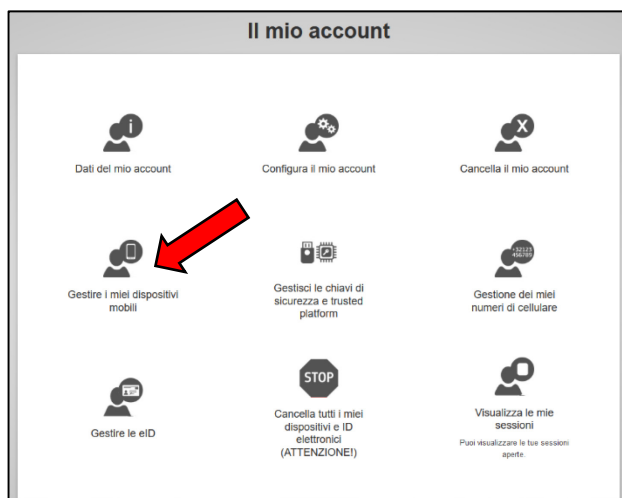 Il mio account
Dati del mio account
Configura il mio account
Cancella il mio account
Gestire i miei dispositivi
mobili
Gestisci le chiavi di
sicurezza e trusted
platform
+32123
456789
Gestione dei miei
numeri di cellulare
Gestire le eID
STOP
Cancella tutti i miei
dispositivi e ID
elettronici
(ATTENZIONE!)
Visualizza le mie
sessioni
Puoi visualizzare le tue sessioni
aperte.